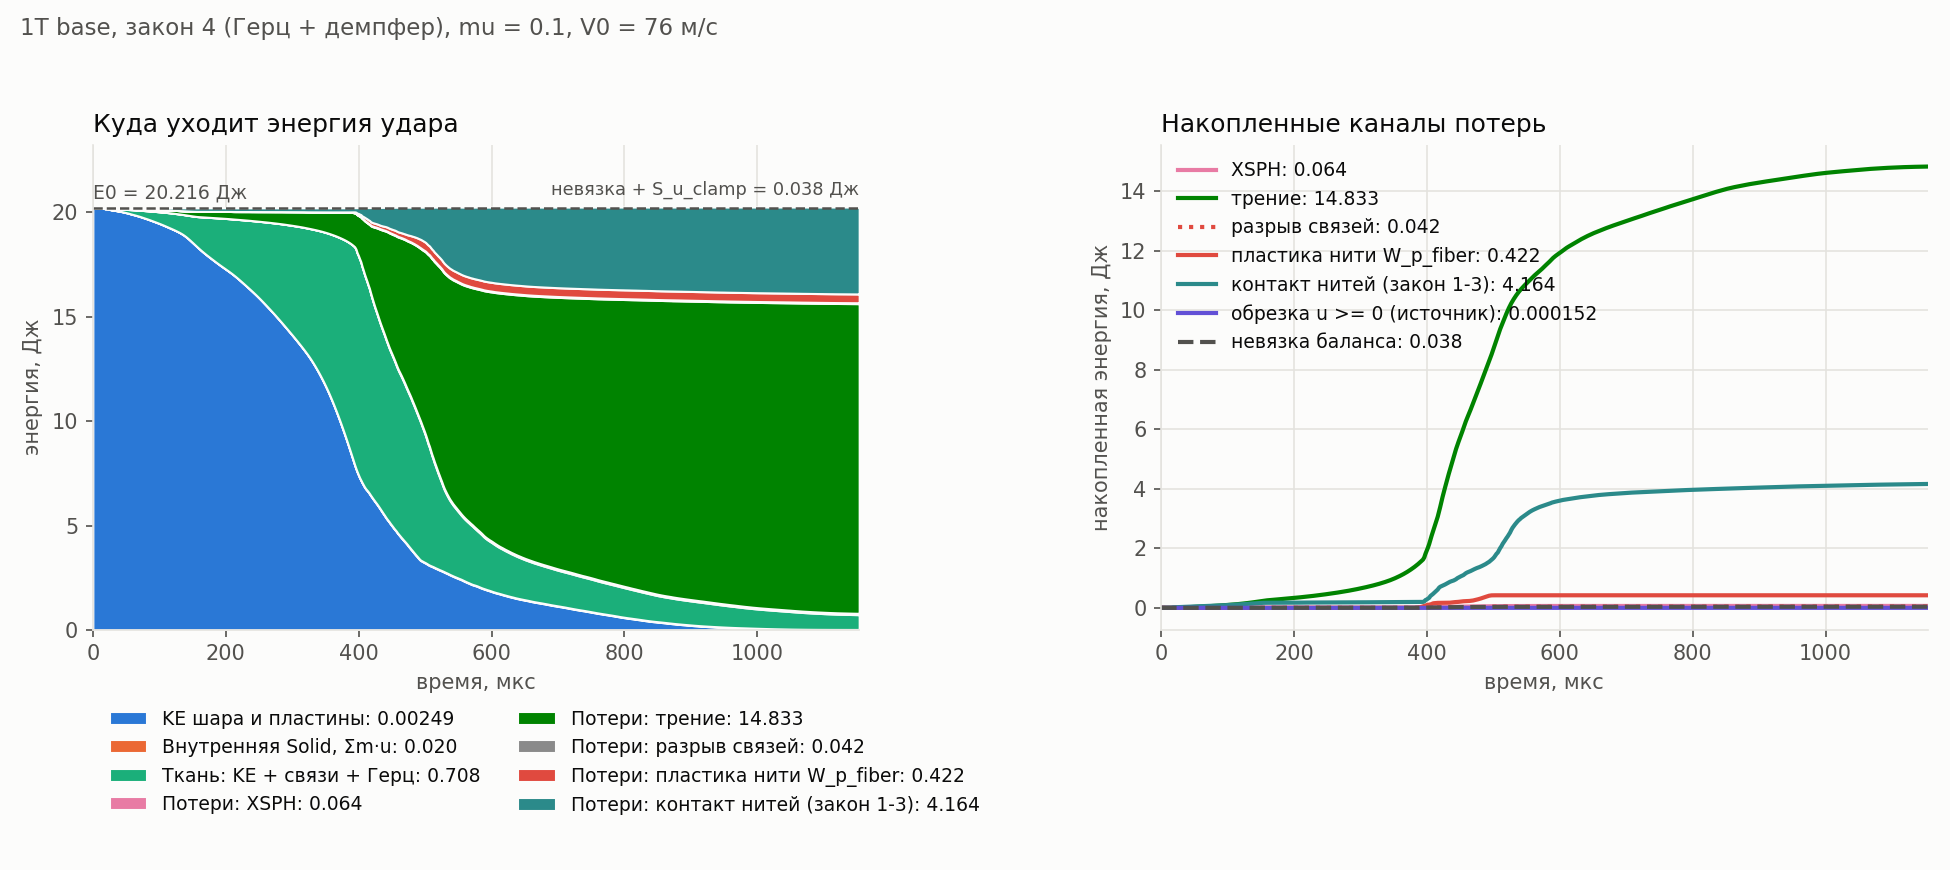 1T base, закон 4 (Герц + демпфер), mu = 0.1, V0 = 76 м/с
Куда уходит энергия удара
E0 = 20.216 Дж
невязка + S_u_clamp = 0.038 Дж
энергия, Дж
20
15
10
5
0
0 200 400 600 800 1000
время, мкс
KE шара и пластины: 0.00249
Внутренняя Solid, Σm·u: 0.020
Ткань: KE + связи + Герц: 0.708
Потери: XSPH: 0.064
Потери: трение: 14.833
Потери: разрыв связей: 0.042
Потери: пластика нити W_p_fiber: 0.422
Потери: контакт нитей (закон 1-3): 4.164
Накопленные каналы потерь
XSPH: 0.064
трение: 14.833
разрыв связей: 0.042
пластика нити W_p_fiber: 0.422
контакт нитей (закон 1-3): 4.164
обрезка u >= 0 (источник): 0.000152
невязка баланса: 0.038
накопленная энергия, Дж
14
12
10
8
6
4
2
0
0 200 400 600 800 1000
время, мкс